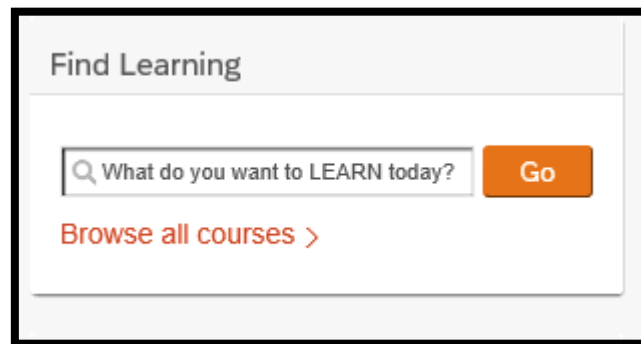 Find Learning
What do you want to LEARN today? Go
Browse all courses >